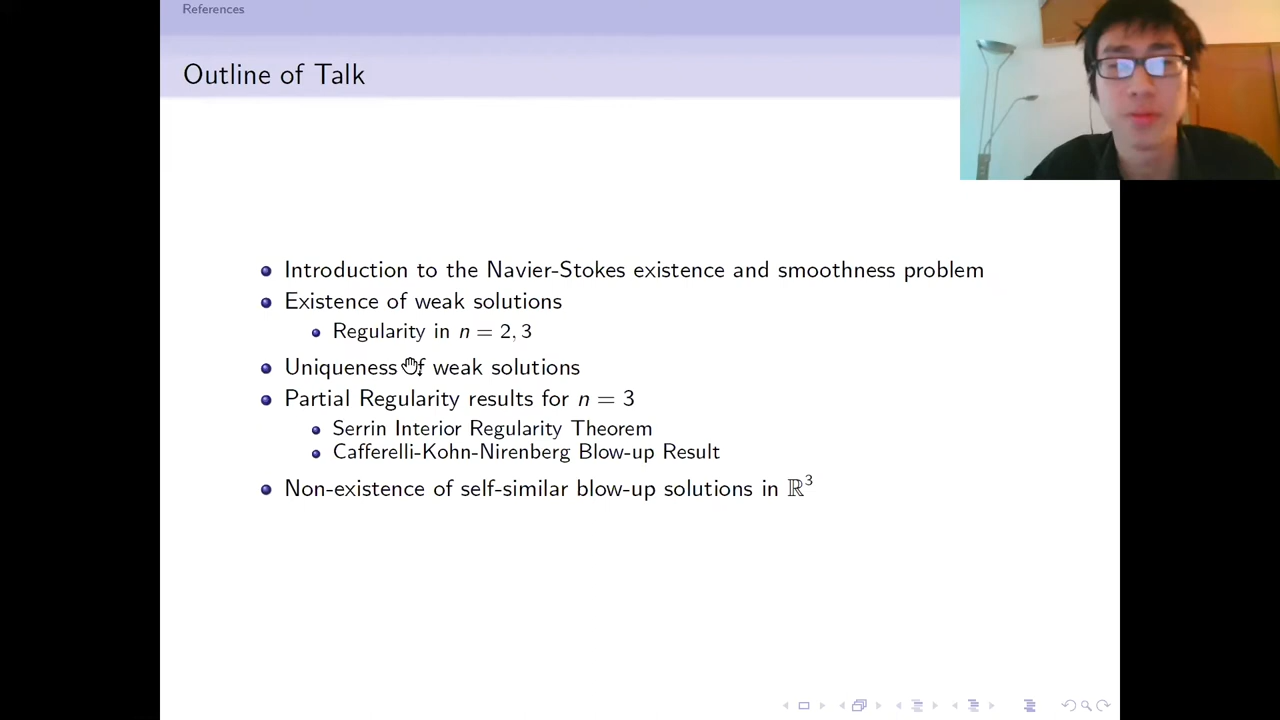 References
Outline of Talk
Introduction to the Navier-Stokes existence and smoothness problem
Existence of weak solutions
Regularity in n = 2, 3
Uniqueness of weak solutions
Partial Regularity results for n = 3
Serrin Interior Regularity Theorem
Cafferelli-Kohn-Nirenberg Blow-up Result
Non-existence of self-similar blow-up solutions in ℝ³